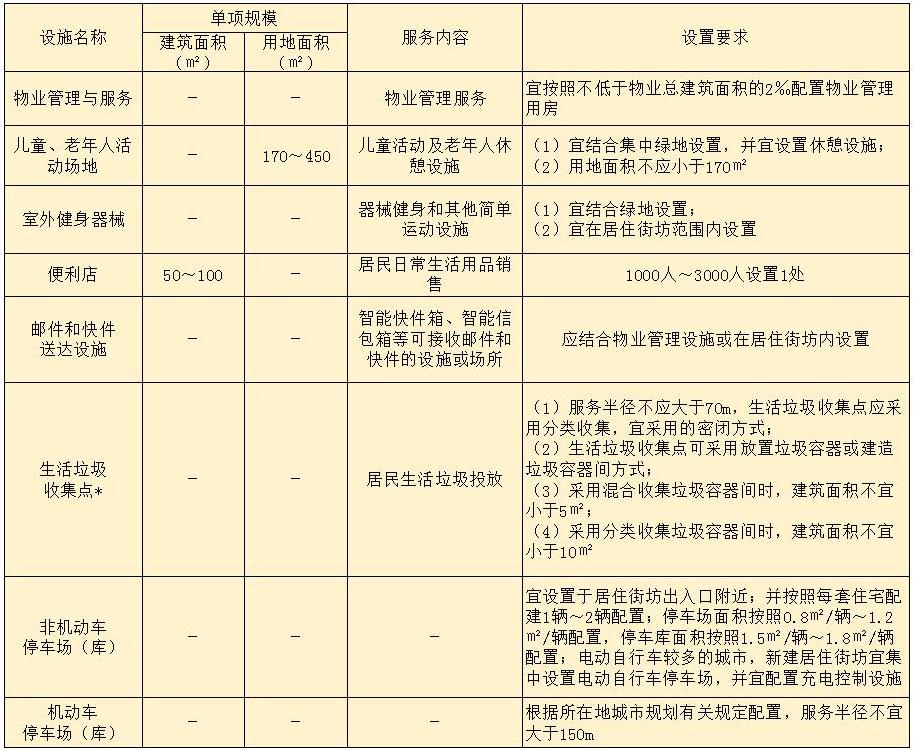 设施名称
单项规模
服务内容
设置要求
建筑面积
（㎡）
用地面积
（㎡）
物业管理与服务
—
—
物业管理服务
宜按照不低于物业总建筑面积的2‰配置物业管理
用房
儿童、老年人活
动场地
—
170～450
儿童活动及老年人休
憩设施
（1）宜结合集中绿地设置，并宜设置休憩设施；
（2）用地面积不应小于170㎡
室外健身器械
—
—
器械健身和其他简单
运动设施
（1）宜结合绿地设置；
（2）宜在居住街坊范围内设置
便利店
50～100
—
居民日常生活用品销
售
1000人～3000人设置1处
邮件和快件
送达设施
—
—
智能快件箱、智能信
包箱等可接收邮件和
快件的设施或场所
应结合物业管理设施或在居住街坊内设置
生活垃圾
收集点*
—
—
居民生活垃圾投放
（1）服务半径不应大于70m，生活垃圾收集点应采
用分类收集，宜采用的密闭方式；
（2）生活垃圾收集点可采用放置垃圾容器或建造
垃圾容器间方式；
（3）采用混合收集垃圾容器间时，建筑面积不宜
小于5㎡；
（4）采用分类收集垃圾容器间时，建筑面积不宜
小于10㎡
非机动车
停车场（库）
—
—
—
宜设置于居住街坊出入口附近；并按照每套住宅配
建1辆～2辆配置；停车场面积按照0.8㎡/辆～1.2
㎡/辆配置，停车库面积按照1.5㎡/辆～1.8㎡/辆
配置；电动自行车较多的城市，新建居住街坊宜集
中设置电动自行车停车场，并宜配置充电控制设施
机动车
停车场（库）
—
—
—
根据所在地城市规划有关规定配置，服务半径不宜
大于150m